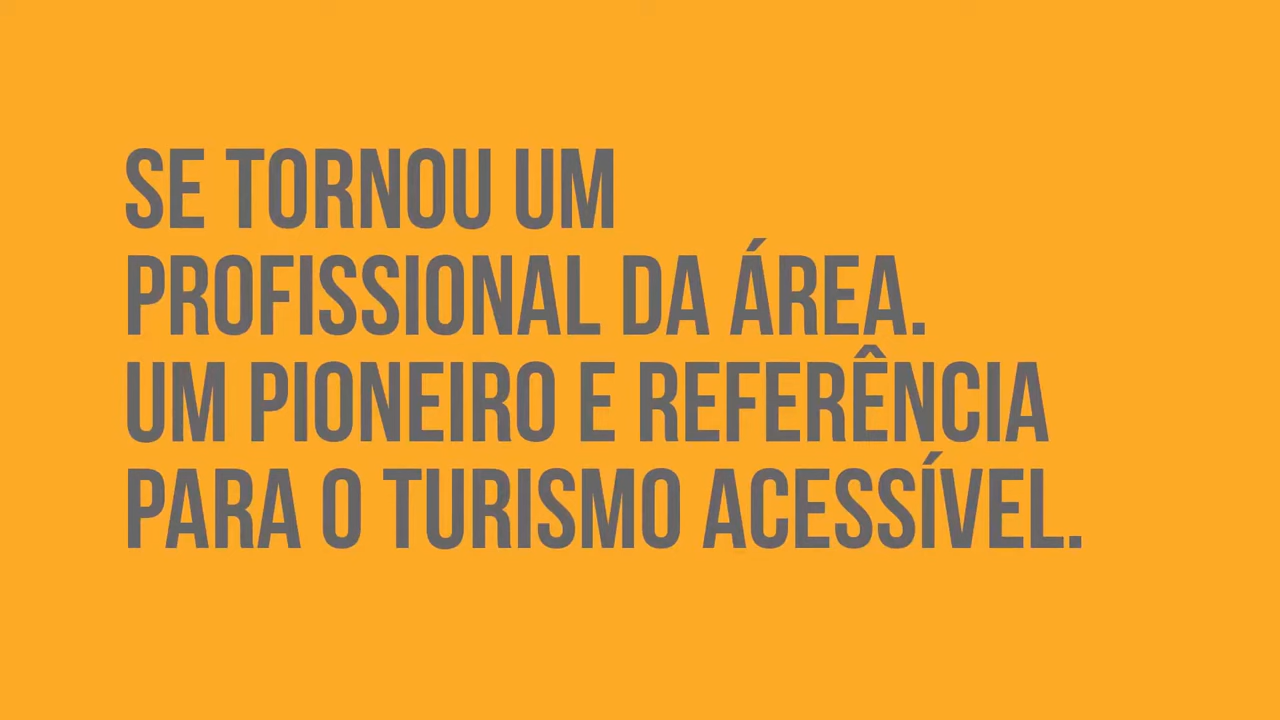 SE TORNOU UM
PROFISSIONAL DA ÁREA.
UM PIONEIRO E REFERÊNCIA
PARA O TURISMO ACESSÍVEL.